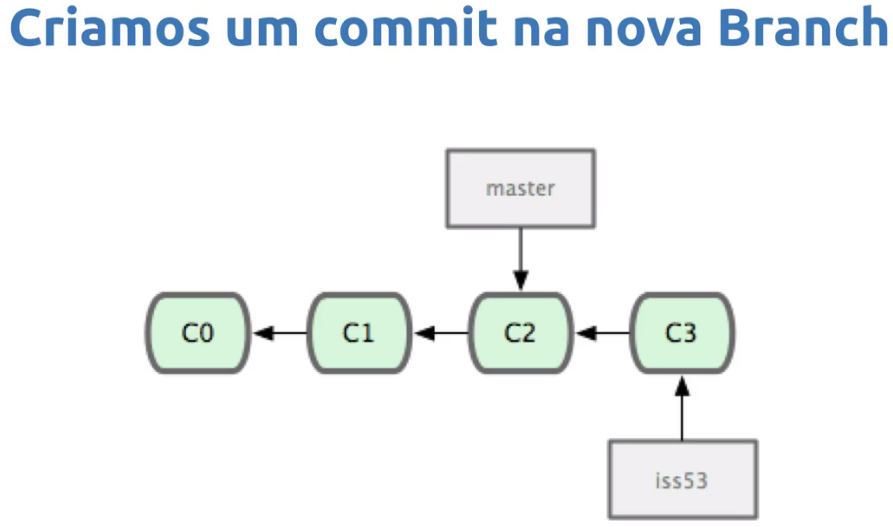 Criamos um commit na nova Branch
master
C0 C1 C2 C3
iss53